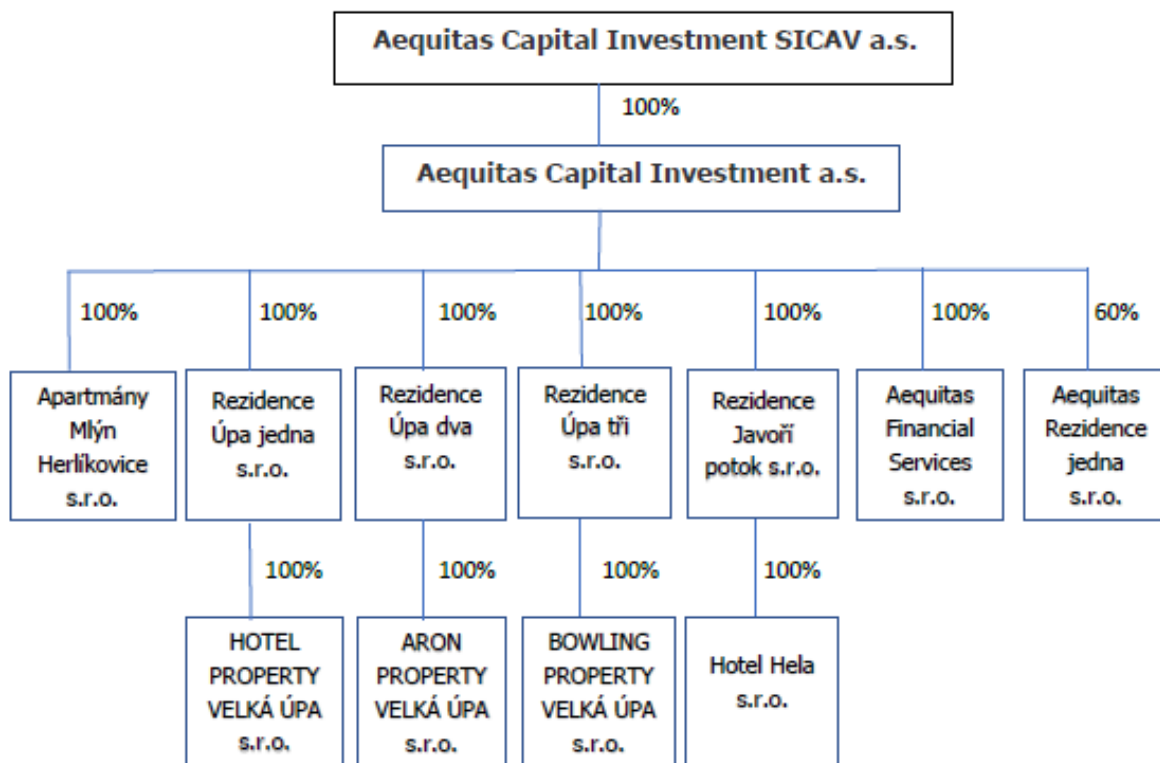 Aequitas Capital Investment SICAV a.s.
100%
Aequitas Capital Investment a.s.
100%
100%
100%
100%
100%
100%
60%
Apartmány
Mlýn
Herlíkovice
s.r.o.
Rezidence
Úpa jedna
s.r.o.
Rezidence
Úpa dva
s.r.o.
Rezidence
Úpa tři
s.r.o.
Rezidence
Javoří
potok s.r.o.
Aequitas
Financial
Services
s.r.o.
Aequitas
Rezidence
jedna
s.r.o.
100%
100%
100%
100%
HOTEL
PROPERTY
VELKÁ ÚPA
s.r.o.
ARON
PROPERTY
VELKÁ ÚPA
s.r.o.
BOWLING
PROPERTY
VELKÁ ÚPA
s.r.o.
Hotel Hela
s.r.o.